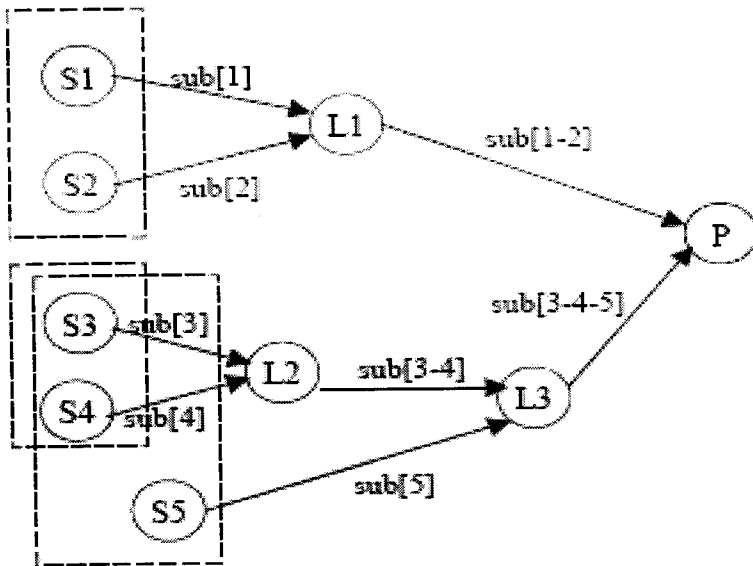 S1
sub[1]
L1
sub[1-2]
S2
sub[2]
P
S3
sub[3]
sub[3-4-5]
L2
sub[3-4]
L3
S4
sub[4]
sub[5]
S5